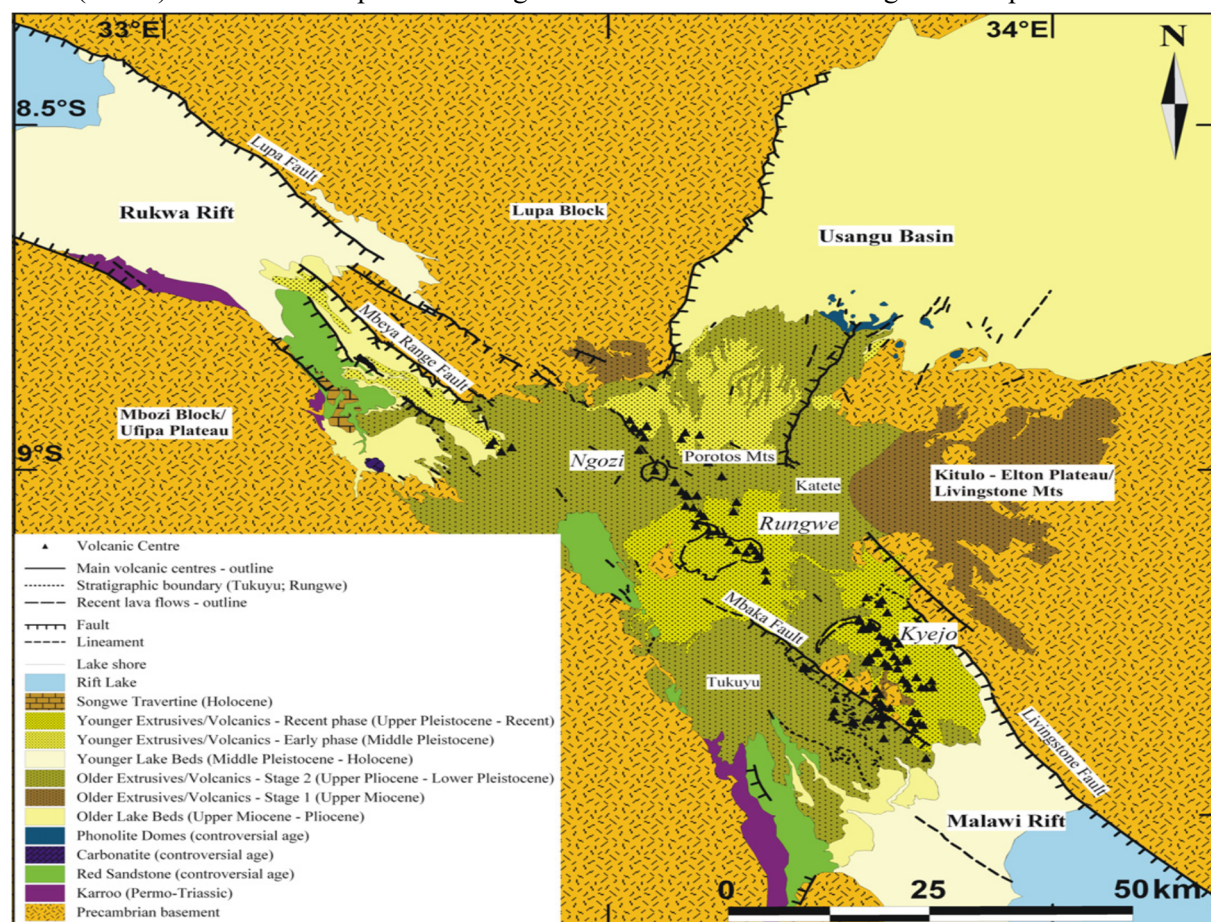 33°E
34°E
N
8.5°S
Lupa Fault
Rukwa Rift
Lupa Block
Usangu Basin
Mbeya Range Fault
Mbozi Block/
Ufipa Plateau
9°S
Ngozi
Porotos Mts
Katete
Kitulo - Elton Plateau/
Livingstone Mts
Rungwe
Mbaka Fault
Kyejo
Tukuyu
Livingstone Fault
Malawi Rift
Volcanic Centre
Main volcanic centres - outline
Stratigraphic boundary (Tukuyu; Rungwe)
Recent lava flows - outline
Fault
Lineament
Lake shore
Rift Lake
Songwe Travertine (Holocene)
Younger Extrusives/Volcanics - Recent phase (Upper Pleistocene - Recent)
Younger Extrusives/Volcanics - Early phase (Middle Pleistocene)
Younger Lake Beds (Middle Pleistocene - Holocene)
Older Extrusives/Volcanics - Stage 2 (Upper Pliocene - Lower Pleistocene)
Older Extrusives/Volcanics - Stage 1 (Upper Miocene)
Older Lake Beds (Upper Miocene - Pliocene)
Phonolite Domes (controversial age)
Carbonatite (controversial age)
Red Sandstone (controversial age)
Karroo (Permo-Triassic)
Precambrian basement
0 25 50 km